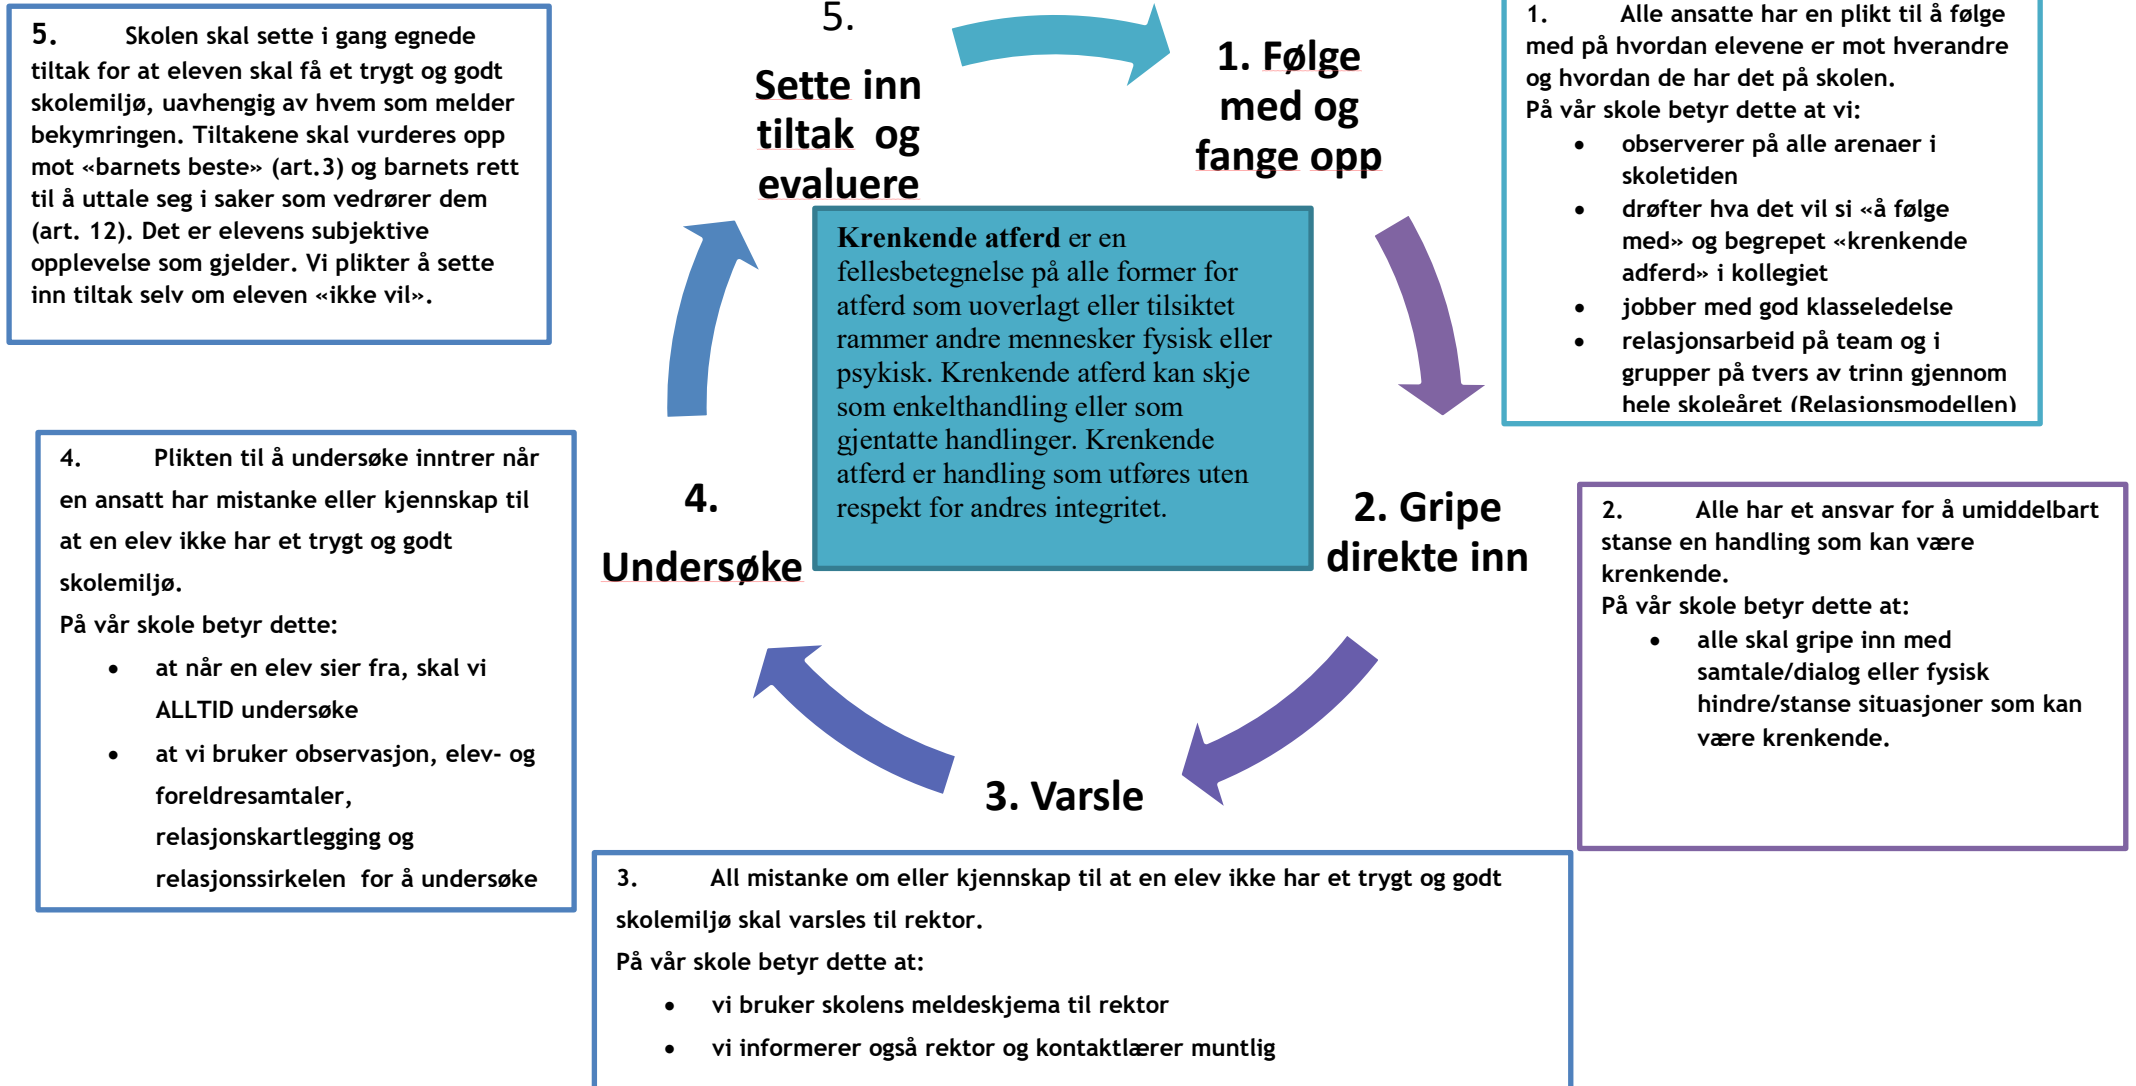 5. Skolen skal sette i gang egnede
tiltak for at eleven skal få et trygt og godt
skolemiljø, uavhengig av hvem som melder
bekymringen. Tiltakene skal vurderes opp
mot «barnets beste» (art.3) og barnets rett
til å uttale seg i saker som vedrører dem
(art. 12). Det er elevens subjektive
opplevelse som gjelder. Vi plikter å sette
inn tiltak selv om eleven «ikke vil».
5.
Sette inn
tiltak og
evaluere
1. Følge
med og
fange opp
1. Alle ansatte har en plikt til å følge
med på hvordan elevene er mot hverandre
og hvordan de har det på skolen.
På vår skole betyr dette at vi:
• observerer på alle arenaer i
skoletiden
• drøfter hva det vil si «å følge
med» og begrepet «krenkende
adferd» i kollegiet
• jobber med god klasseledelse
• relasjonsarbeid på team og i
grupper på tvers av trinn gjennom
hele skoleåret (Relasjonsmodellen)
Krenkende atferd er en
fellesbetegnelse på alle former for
atferd som uoverlagt eller tilsiktet
rammer andre mennesker fysisk eller
psykisk. Krenkende atferd kan skje
som enkelthandling eller som
gjentatte handlinger. Krenkende
atferd er handling som utføres uten
respekt for andres integritet.
4. Plikten til å undersøke inntrer når
en ansatt har mistanke eller kjennskap til
at en elev ikke har et trygt og godt
skolemiljø.
På vår skole betyr dette:
• at når en elev sier fra, skal vi
ALLTID undersøke
• at vi bruker observasjon, elev- og
foreldresamtaler,
relasjonskartlegging og
relasjonssirkelen for å undersøke
4.
Undersøke
2. Gripe
direkte inn
2. Alle har et ansvar for å umiddelbart
stanse en handling som kan være
krenkende.
På vår skole betyr dette at:
• alle skal gripe inn med
samtale/dialog eller fysisk
hindre/stanse situasjoner som kan
være krenkende.
3. Varsle
3. All mistanke om eller kjennskap til at en elev ikke har et trygt og godt
skolemiljø skal varsles til rektor.
På vår skole betyr dette at:
• vi bruker skolens meldeskjema til rektor
• vi informerer også rektor og kontaktlærer muntlig